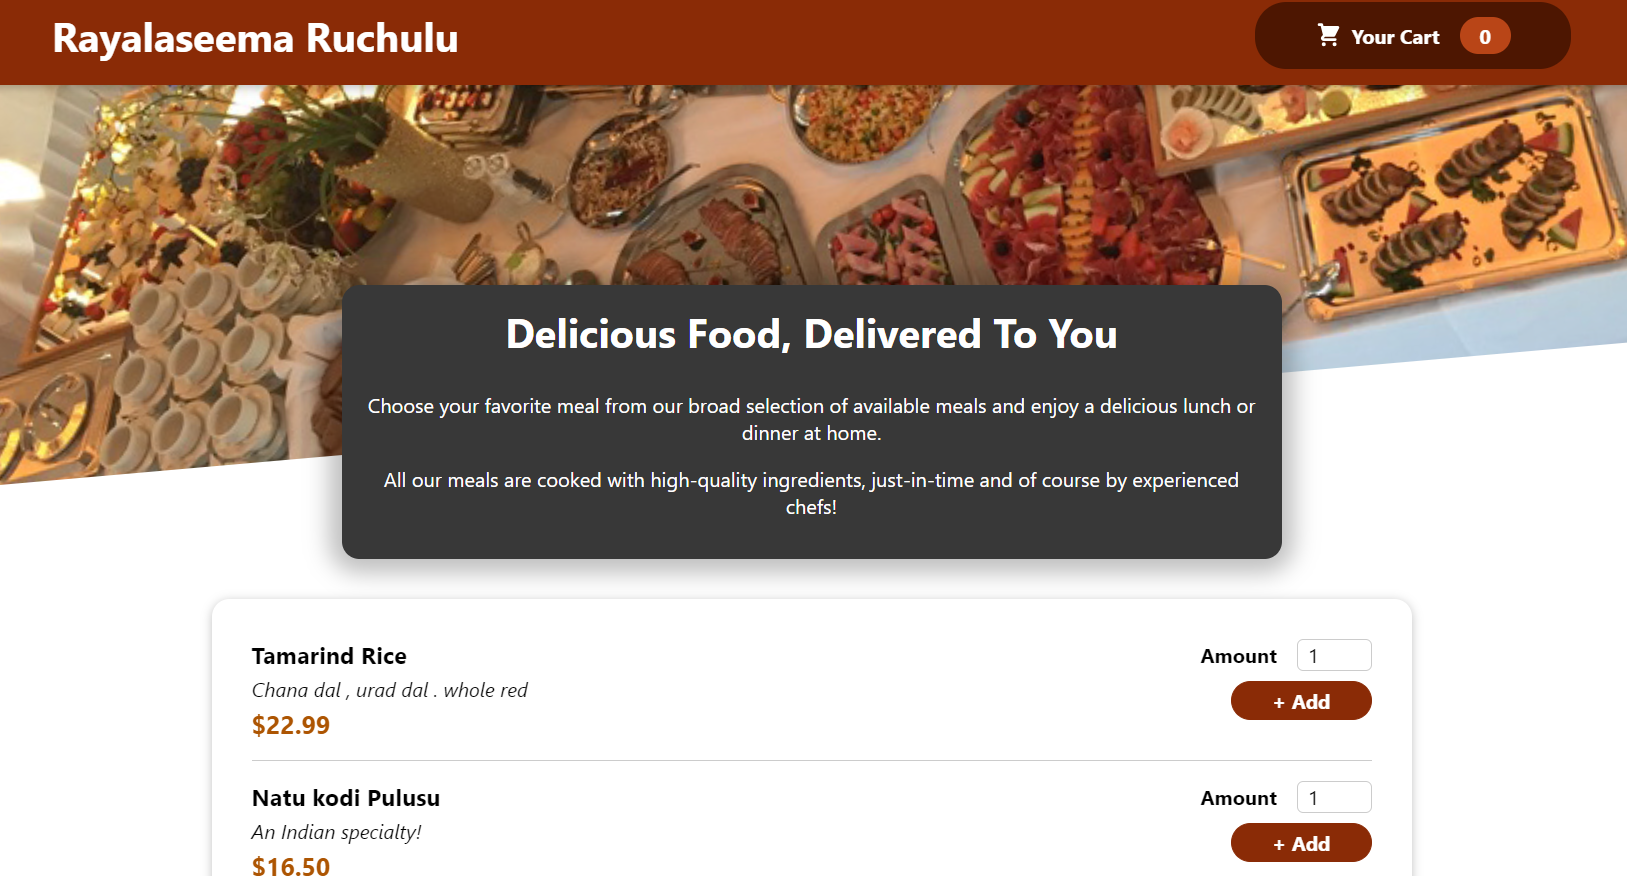 Rayalaseema Ruchulu
Your Cart 0
Delicious Food, Delivered To You
Choose your favorite meal from our broad selection of available meals and enjoy a delicious lunch or
dinner at home.
All our meals are cooked with high-quality ingredients, just-in-time and of course by experienced
chefs!
Tamarind Rice
Chana dal , urad dal . whole red
$22.99
Amount 1
+ Add
Natu kodi Pulusu
An Indian specialty!
$16.50
Amount 1
+ Add